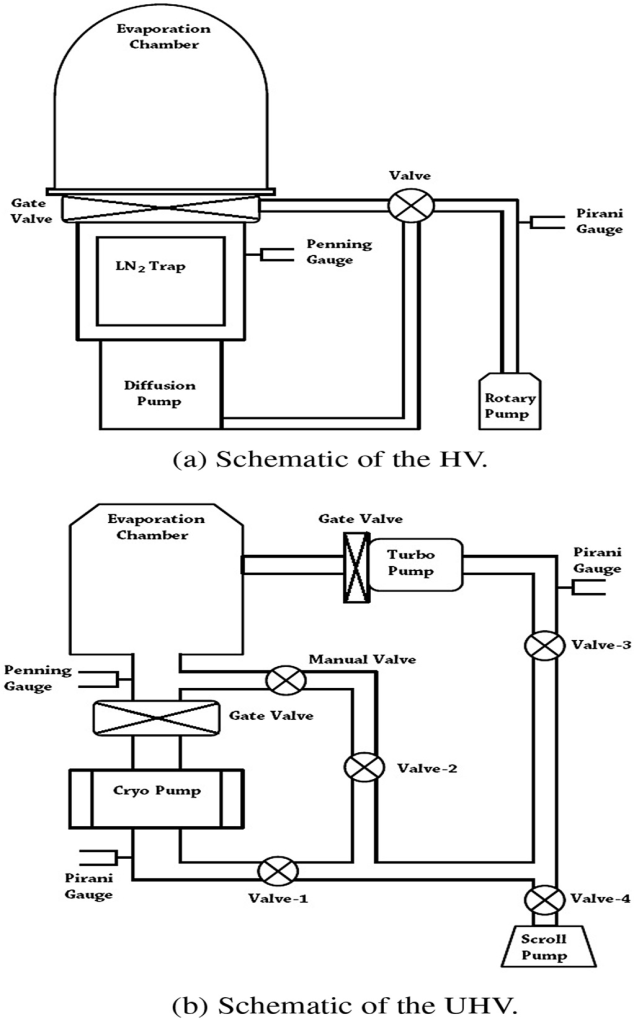 Evaporation
Chamber
Valve
Gate
Valve
Pirani
Gauge
Penning
Gauge
LN2 Trap
Diffusion
Pump
Rotary
Pump
(a) Schematic of the HV.
Evaporation
Chamber
Gate Valve
Turbo
Pump
Pirani
Gauge
Valve-3
Manual Valve
Penning
Gauge
Gate Valve
Valve-2
Cryo Pump
Pirani
Gauge
Valve-1
Valve-4
Scroll
Pump
(b) Schematic of the UHV.